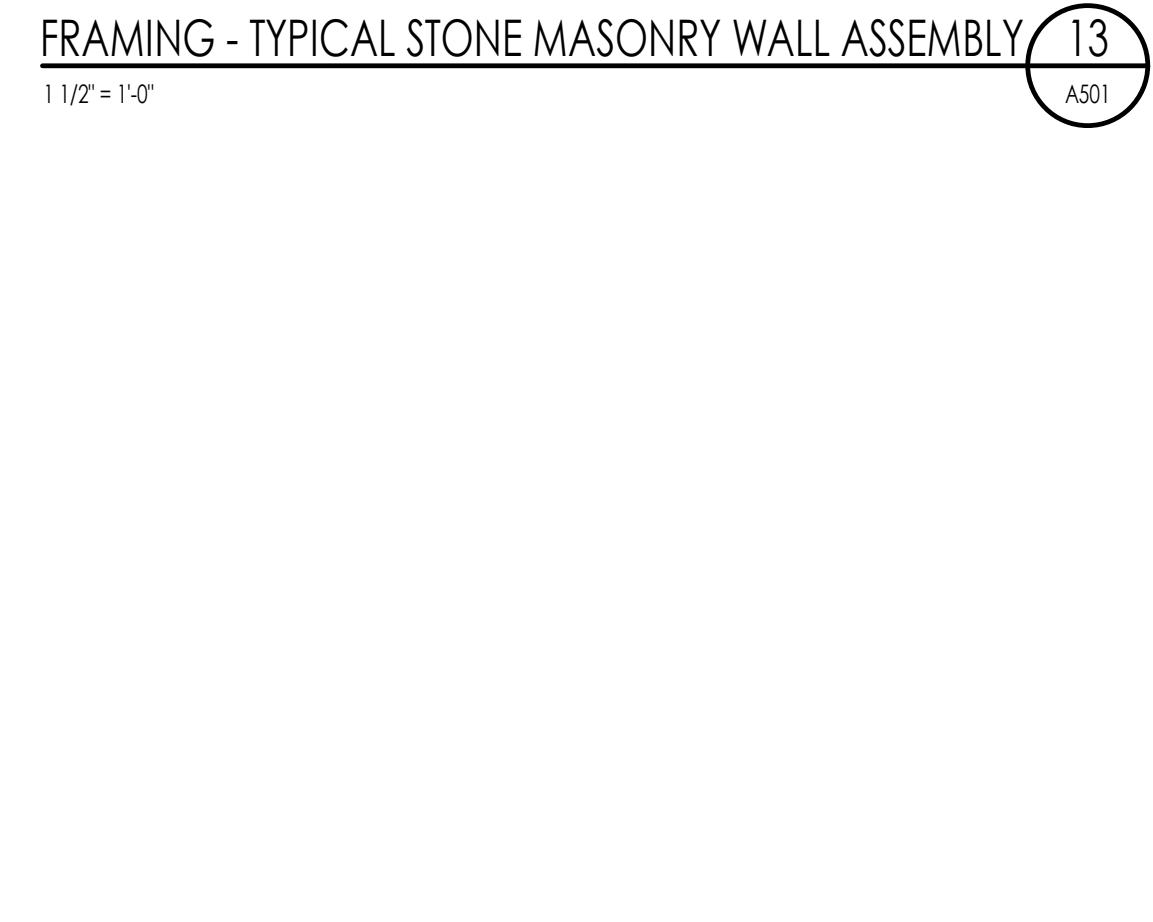 FRAMING - TYPICAL STONE MASONRY WALL ASSEMBLY
13
1 1/2" = 1'-0"
A501